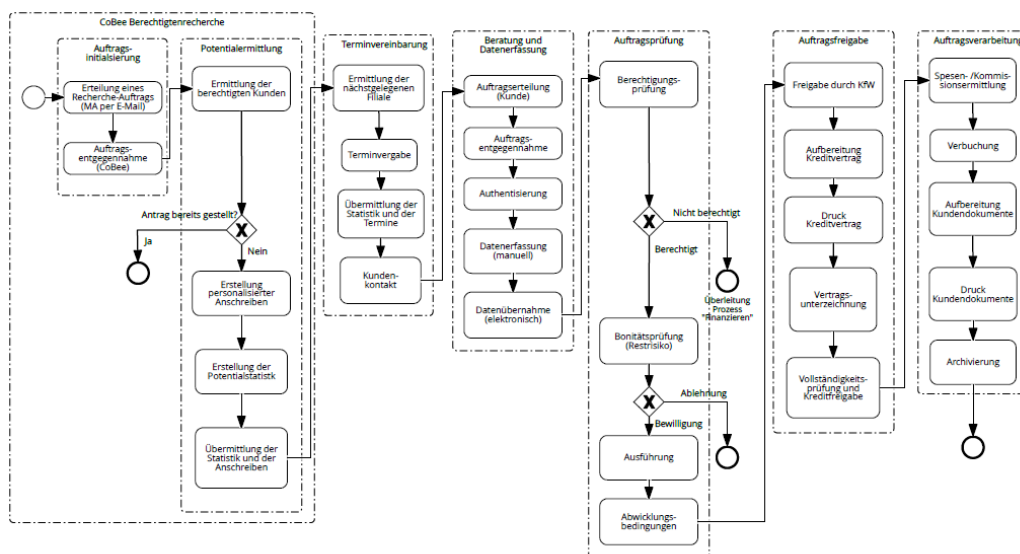 CoBee Berechtigtenrecherche
Auftrags-
initialisierung
Erteilung eines
Recherche-Auftrags
(MA per E-Mail)
Auftrags-
entgegennahme
(CoBee)
Potentialermittlung
Ermittlung der
berechtigten Kunden
Antrag bereits gestellt?
Ja
Nein
Erstellung
personalisierter
Anschreiben
Erstellung der
Potentialstatistk
Übermittlung der
Statistik und der
Anschreiben
Terminvereinbarung
Ermittlung der
nächstgelegenen
Filiale
Terminvergabe
Übermittlung der
Statistik und der
Termine
Kunden-
kontakt
Beratung und
Datenerfassung
Auftragserteilung
(Kunde)
Auftrags-
entgegennahme
Authentisierung
Datenerfassung
(manuell)
Datenübernahme
(elektronisch)
Auftragsprüfung
Berechtigungs-
prüfung
Nicht berechtigt
Berechtigt
Überleitung
Prozess
"Finanzieren"
Bonitätsprüfung
(Restrisiko)
Ablehnung
Bewilligung
Ausführung
Abwicklungs-
bedingungen
Auftragsfreigabe
Freigabe durch KfW
Aufbereitung
Kreditvertrag
Druck
Kreditvertrag
Vertrags-
unterzeichnung
Vollständigkeits-
prüfung und
Kreditfreigabe
Auftragsverarbeitung
Spesen- /Kommis-
sionsermittlung
Verbuchung
Aufbereitung
Kundendokumente
Druck
Kundendokumente
Archivierung